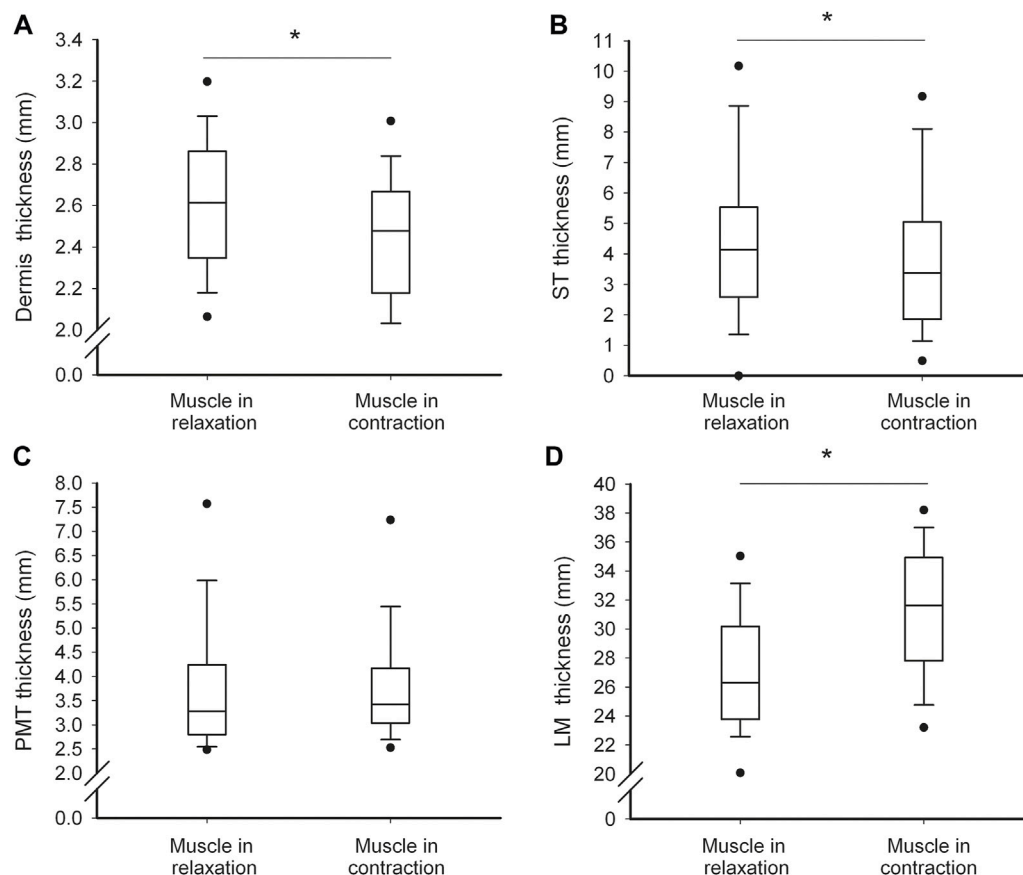 A
*
3.4
3.2
3.0
2.8
2.6
2.4
2.2
2.0
0.0
Dermis thickness (mm)
Muscle in
relaxation
Muscle in
contraction
B
*
11
10
9
8
7
6
5
4
3
2
1
0
ST thickness (mm)
Muscle in
relaxation
Muscle in
contraction
C
8.0
7.5
7.0
6.5
6.0
5.5
5.0
4.5
4.0
3.5
3.0
2.5
2.0
0.0
PMT thickness (mm)
Muscle in
relaxation
Muscle in
contraction
D
*
40
38
36
34
32
30
28
26
24
22
20
0
LM thickness (mm)
Muscle in
relaxation
Muscle in
contraction